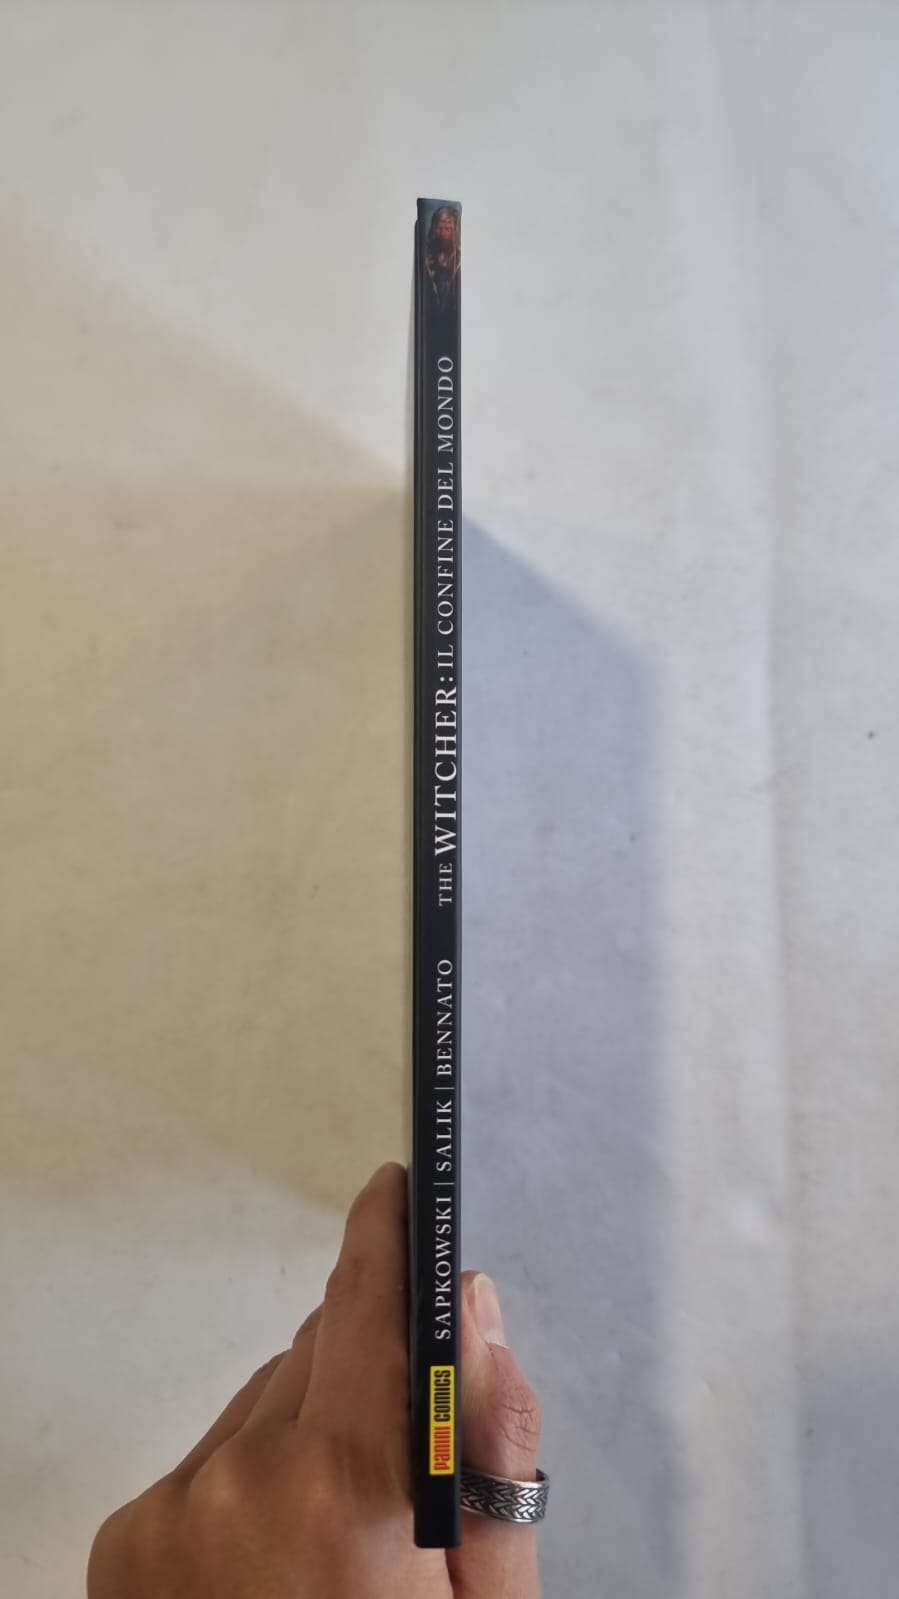 THE WITCHER: IL CONFINE DEL MONDO
SAPKOWSKI | SALIK | BENNATO
PANINI COMICS